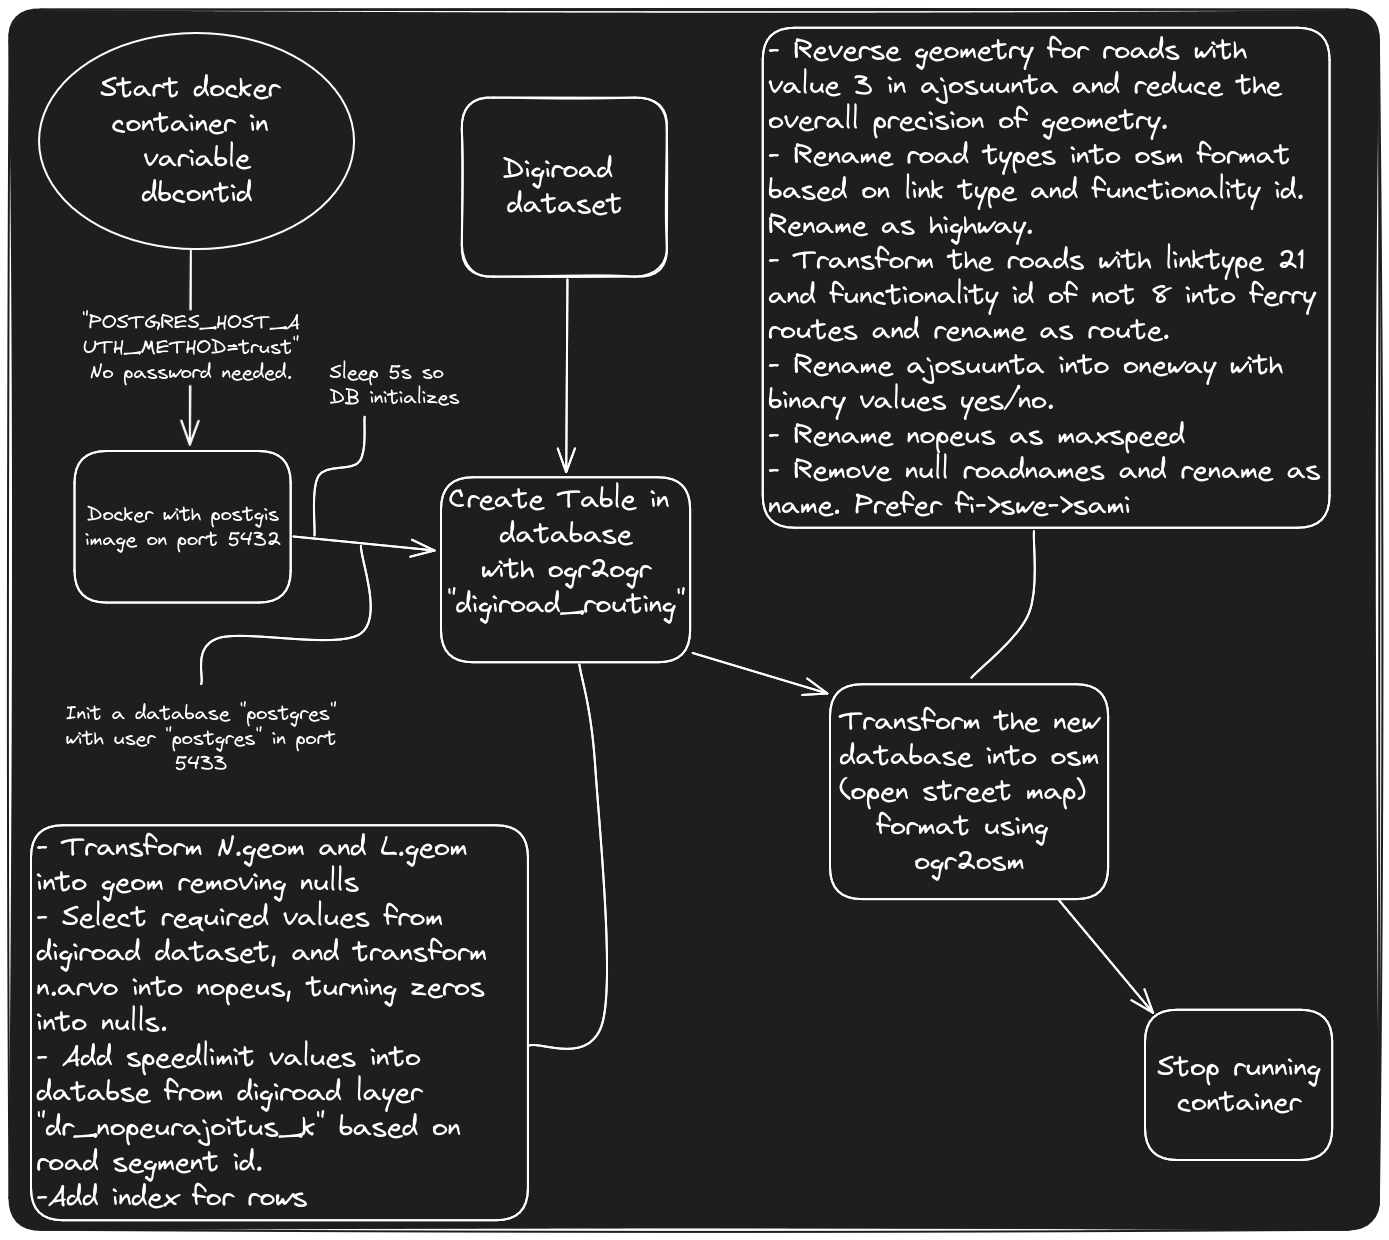 Start docker
container in
variable
dbcontid
"POSTGRES_HOST_A
UTH_METHOD=trust"
No password needed.
Sleep 5s so
DB initializes
Docker with postgis
image on port 5432
Init a database "postgres"
with user "postgres" in port
5433
Digiroad
dataset
Create Table in
database
with ogr2ogr
"digiroad_routing"
- Transform N.geom and L.geom
into geom removing nulls
- Select required values from
digiroad dataset, and transform
n.arvo into nopeus, turning zeros
into nulls.
- Add speedlimit values into
databse from digiroad layer
"dr_nopeurajoitus_k" based on
road segment id.
-Add index for rows
- Reverse geometry for roads with
value 3 in ajosuunta and reduce the
overall precision of geometry.
- Rename road types into osm format
based on link type and functionality id.
Rename as highway.
- Transform the roads with linktype 21
and functionality id of not 8 into ferry
routes and rename as route.
- Rename ajosuunta into oneway with
binary values yes/no.
- Rename nopeus as maxspeed
- Remove null roadnames and rename as
name. Prefer fi->swe->sami
Transform the new
database into osm
(open street map)
format using
ogr2osm
Stop running
container